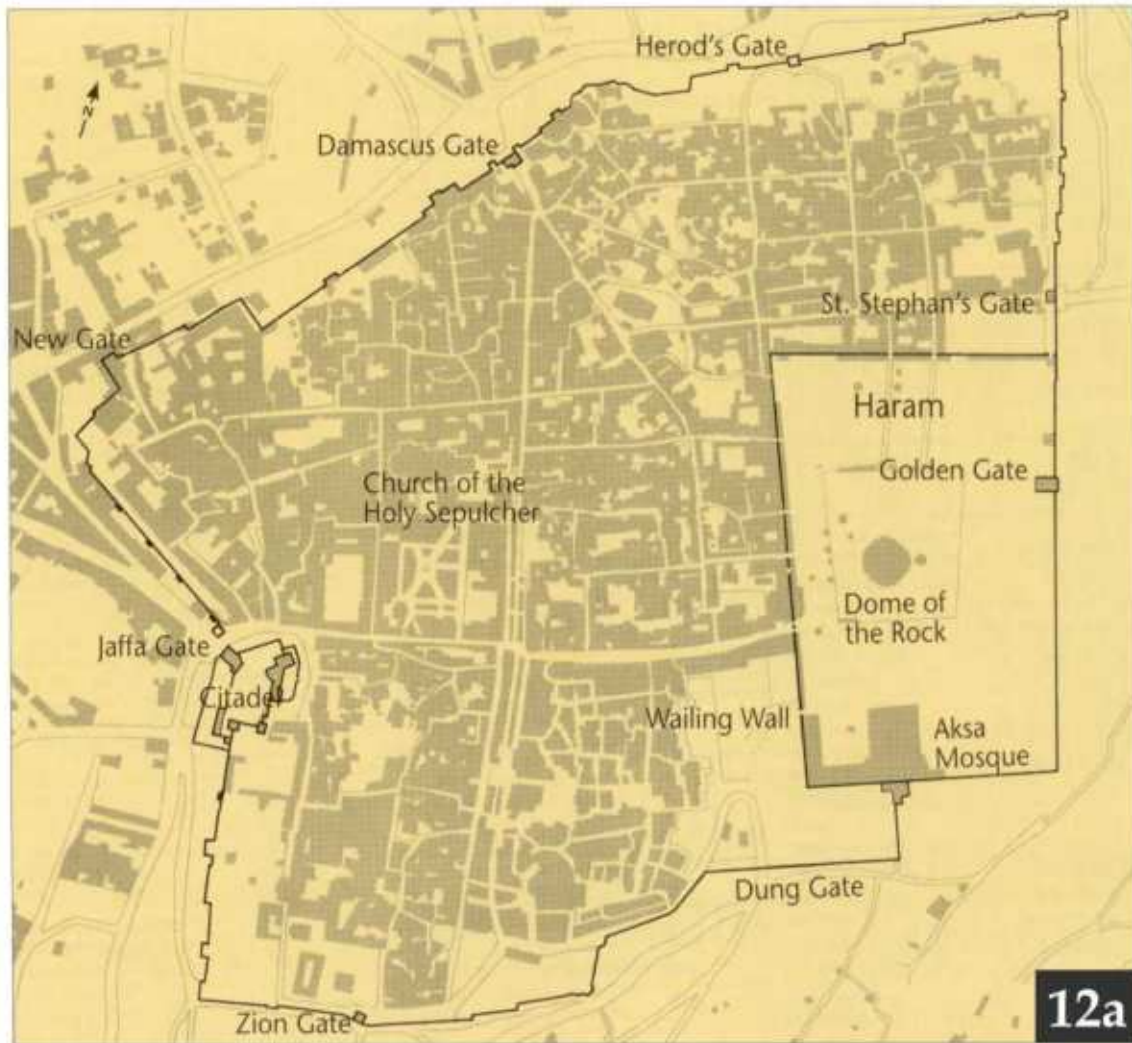 Herod's Gate
N
Damascus Gate
St. Stephan's Gate
New Gate
Haram
Golden Gate
Church of the
Holy Sepulcher
Dome of
the Rock
Jaffa Gate
Citadel
Wailing Wall
Aksa
Mosque
Dung Gate
Zion Gate
12a